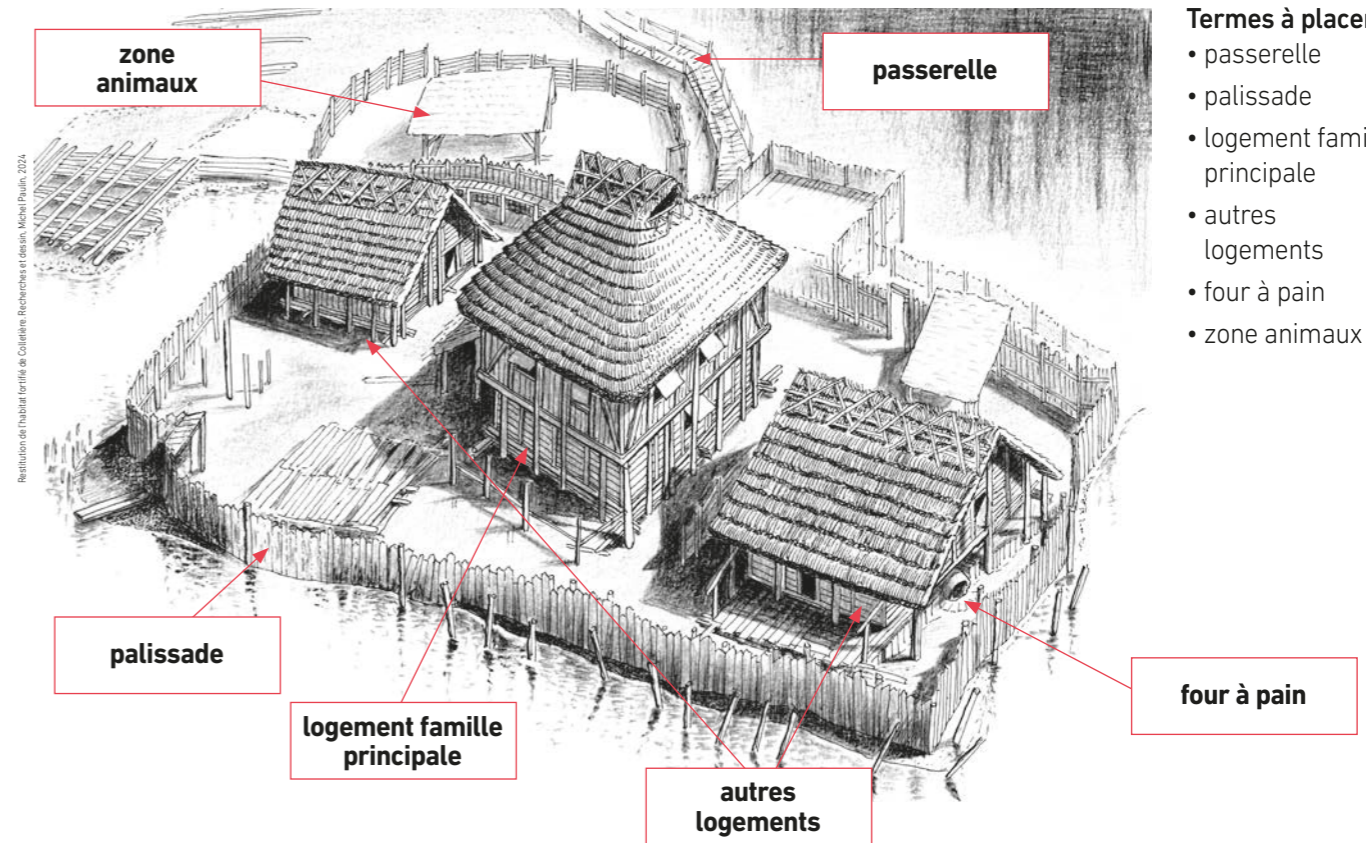 zone
animaux
passerelle
Termes à placer
• passerelle
• palissade
• logement
principale
• autres
logements
• four à pain
• zone animaux
Restitution de l'habitat fortifié de Colletière. Recherches et dessin, Michel Paulin, 2024
palissade
logement famille
principale
autres
logements
four à pain